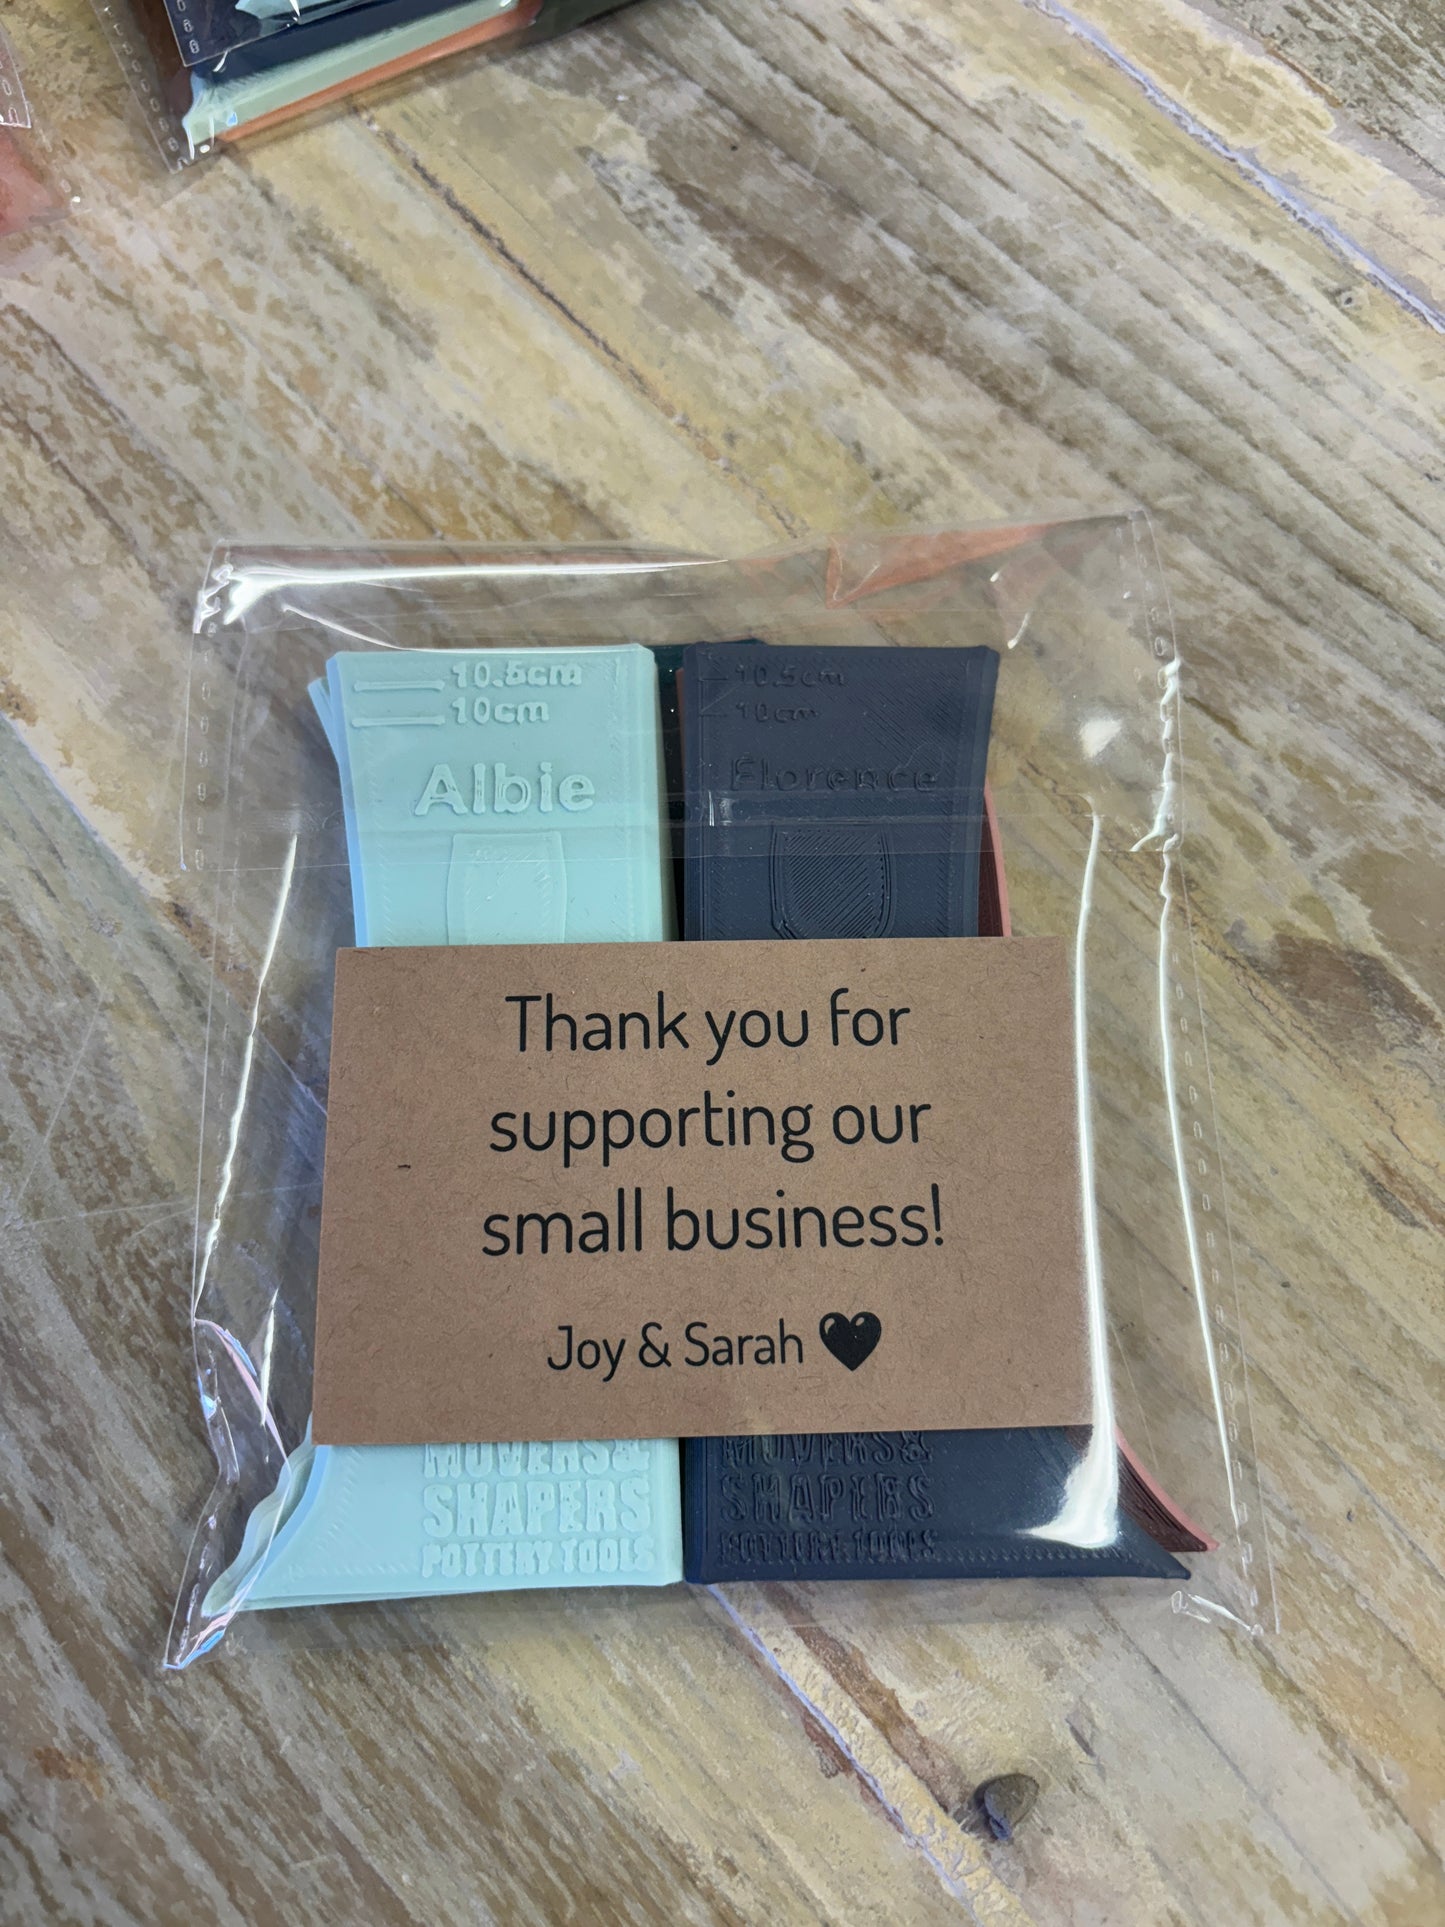 10.5cm
10cm
Albie
10.5cm
10cm
Florence
Thank you for
supporting our
small business!
Joy & Sarah
MOVERS&
SHAPERS
POTTERY TOOLS
MOVERS&
SHAPERS
POTTERY TOOLS